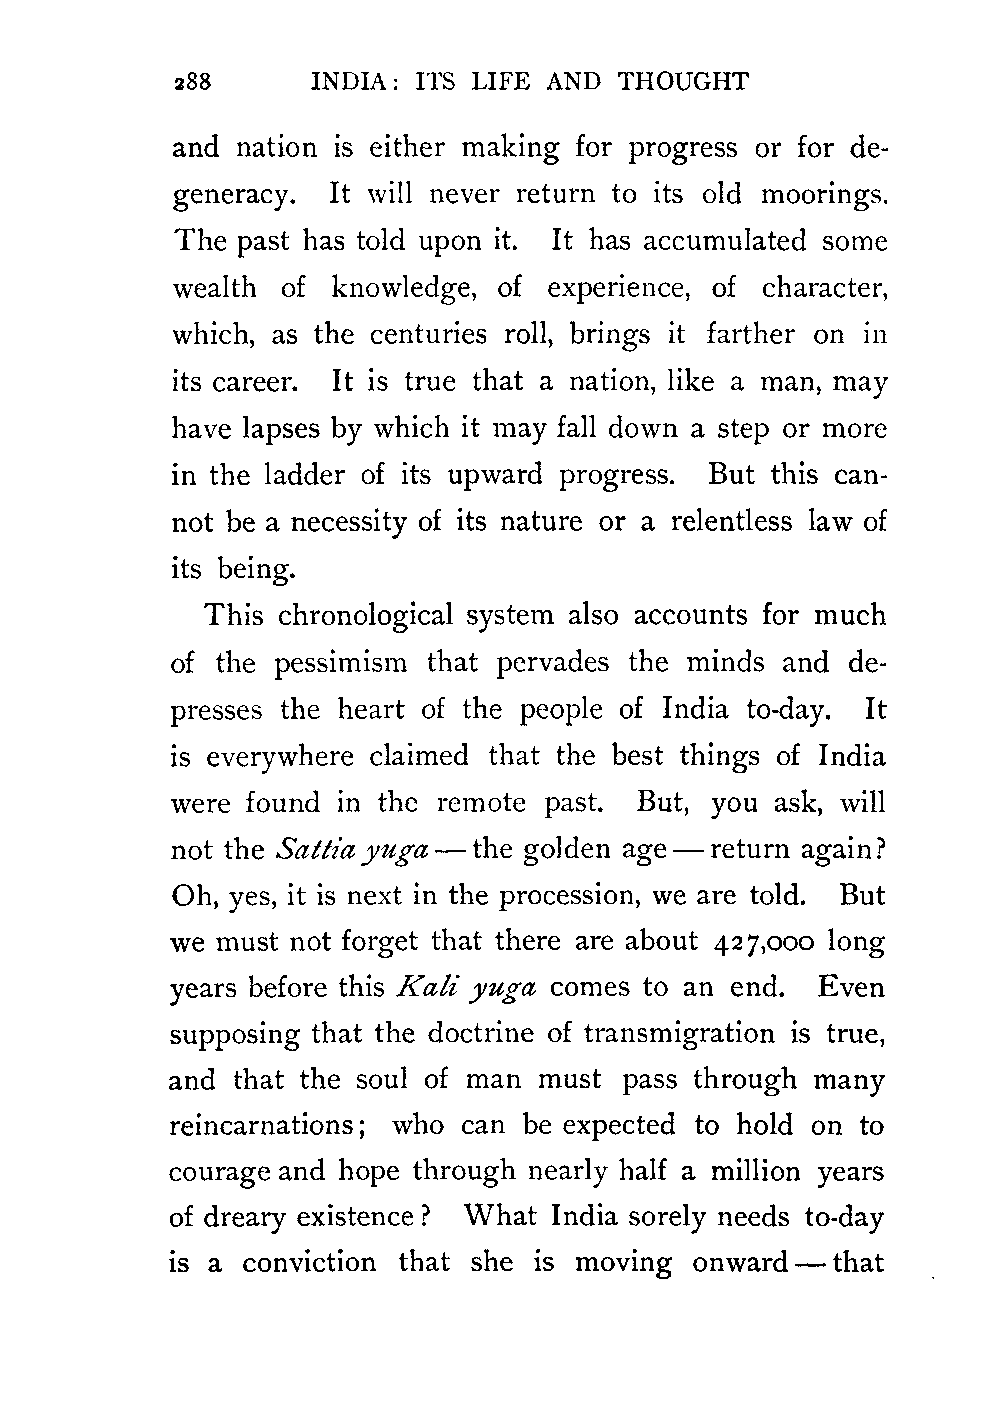 288 INDIA: ITS LIFE AND THOUGHT
and nation is either making for progress or for de-
generacy. It will never return to its old moorings.
The past has told upon it. It has accumulated some
wealth of knowledge, of experience, of character,
which, as the centuries roll, brings it farther on in
its career. It is true that a nation, like a man, may
have lapses by which it may fall down a step or more
in the ladder of its upward progress. But this can-
not be a necessity of its nature or a relentless law of
its being.
This chronological system also accounts for much
of the pessimism that pervades the minds and de-
presses the heart of the people of India to-day. It
is everywhere claimed that the best things of India
were found in the remote past. But, you ask, will
not the Sattia yuga — the golden age — return again?
Oh, yes, it is next in the procession, we are told. But
we must not forget that there are about 427,000 long
years before this Kali yuga comes to an end. Even
supposing that the doctrine of transmigration is true,
and that the soul of man must pass through many
reincarnations; who can be expected to hold on to
courage and hope through nearly half a million years
of dreary existence? What India sorely needs to-day
is a conviction that she is moving onward — that